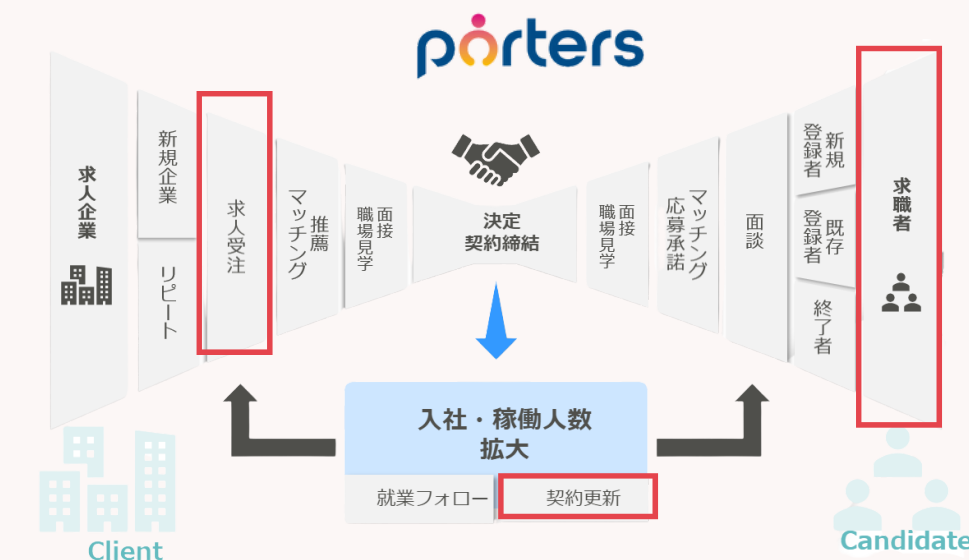 porters
求人企業
新規企業
リピート
求人受注
推薦
マッチング
面接
職場見学
決定
契約締結
面接
職場見学
マッチング
応募承諾
面談
新規
登録者
既存
登録者
終了者
求職者
入社・稼働人数
拡大
就業フォロー
契約更新
Client
Candidate